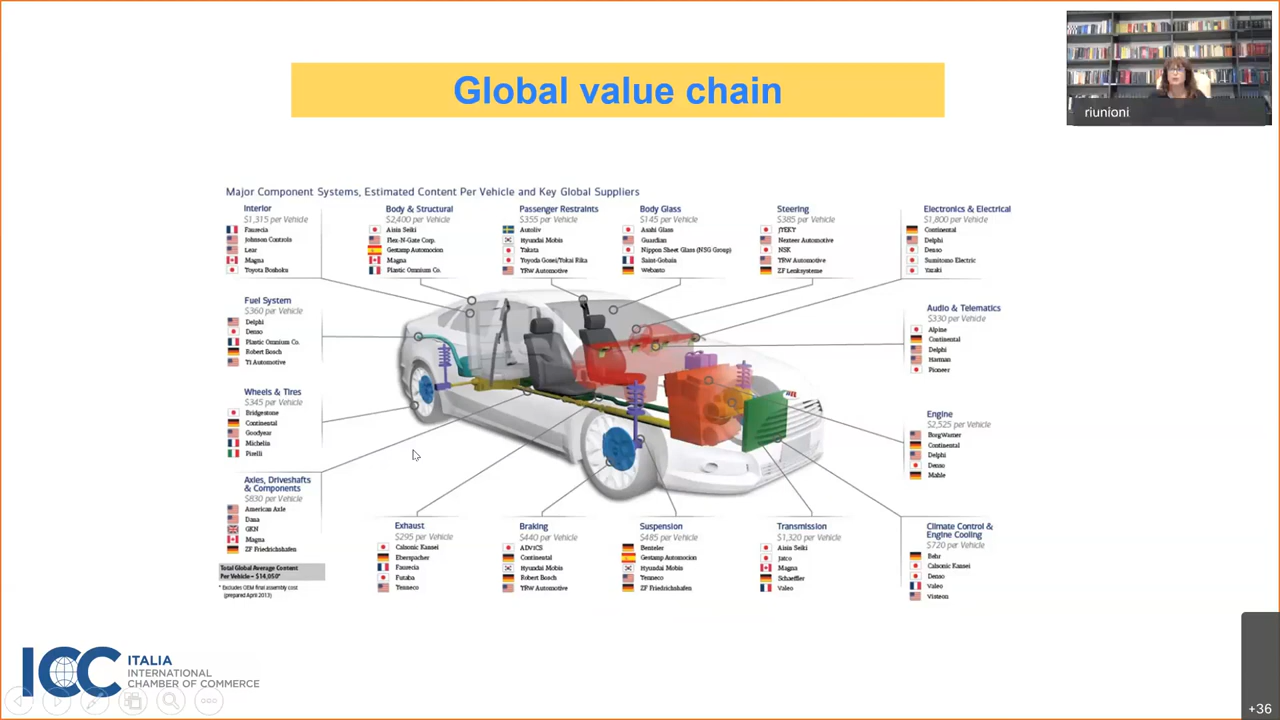 Global value chain
riunioni
Major Component Systems, Estimated Content Per Vehicle and Key Global Suppliers
Interior
$1,315 per Vehicle
Faurecia
Johnson Controls
Lear
Magna
Toyota Boshoku
Body & Structural
$2,400 per Vehicle
Aisin Seiki
Flex-N-Gate Corp.
Gestamp Automocion
Magna
Plastic Omnium Co.
Passenger Restraints
$355 per Vehicle
Autoliv
Hyundai Mobis
Takata
Toyoda Gosei/Tokai Rika
TRW Automotive
Body Glass
$145 per Vehicle
Asahi Glass
Guardian
Nippon Sheet Glass (NSG Group)
Saint-Gobain
Webasto
Steering
$385 per Vehicle
JTEKT
Nexteer Automotive
NSK
TRW Automotive
ZF Lenksysteme
Electronics & Electrical
$1,800 per Vehicle
Continental
Delphi
Denso
Sumitomo Electric
Yazaki
Fuel System
$360 per Vehicle
Delphi
Denso
Plastic Omnium Co.
Robert Bosch
TI Automotive
Audio & Telematics
$330 per Vehicle
Alpine
Continental
Delphi
Harman
Pioneer
Wheels & Tires
$345 per Vehicle
Bridgestone
Continental
Goodyear
Michelin
Pirelli
Engine
$2,525 per Vehicle
BorgWarner
Continental
Delphi
Denso
Mahle
Axles, Driveshafts
& Components
$830 per Vehicle
American Axle
Dana
GKN
Magna
ZF Friedrichshafen
Exhaust
$295 per Vehicle
Calsonic Kansei
Eberspacher
Faurecia
Futaba
Tenneco
Braking
$440 per Vehicle
ADVICS
Continental
Hyundai Mobis
Robert Bosch
TRW Automotive
Suspension
$485 per Vehicle
Benteler
Gestamp Automocion
Hyundai Mobis
Tenneco
ZF Friedrichshafen
Transmission
$1,320 per Vehicle
Aisin Seiki
Jatco
Magna
Schaeffler
Valeo
Climate Control &
Engine Cooling
$720 per Vehicle
Behr
Calsonic Kansei
Denso
Valeo
Visteon
Total Global Average Content
Per Vehicle = $14,050*
* Excludes OEM final assembly cost
(prepared April 2013)
ICC ITALIA
INTERNATIONAL
CHAMBER OF COMMERCE
+36